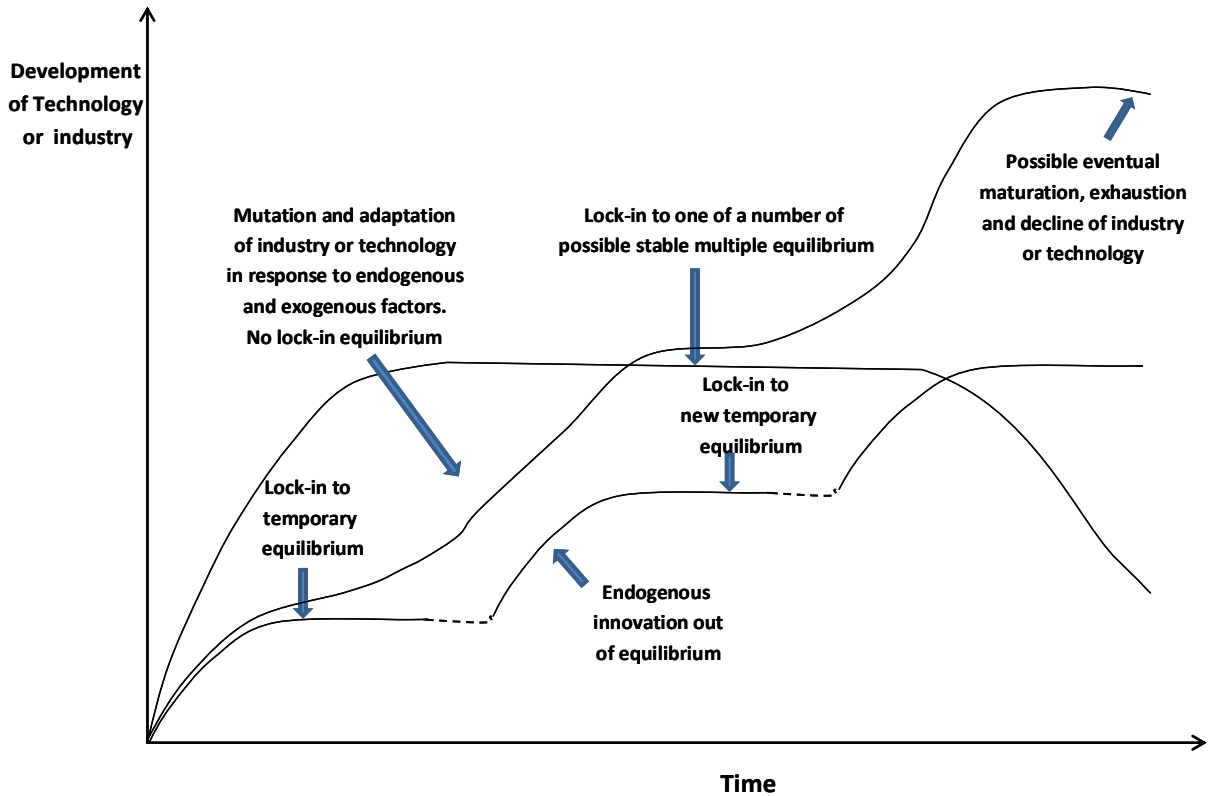 Development
of Technology
or industry
Mutation and adaptation
of industry or technology
in response to endogenous
and exogenous factors.
No lock-in equilibrium
Lock-in to one of a number of
possible stable multiple equilibrium
Possible eventual
maturation, exhaustion
and decline of industry
or technology
Lock-in to
new temporary
equilibrium
Lock-in to
temporary
equilibrium
Endogenous
innovation out
of equilibrium
Time